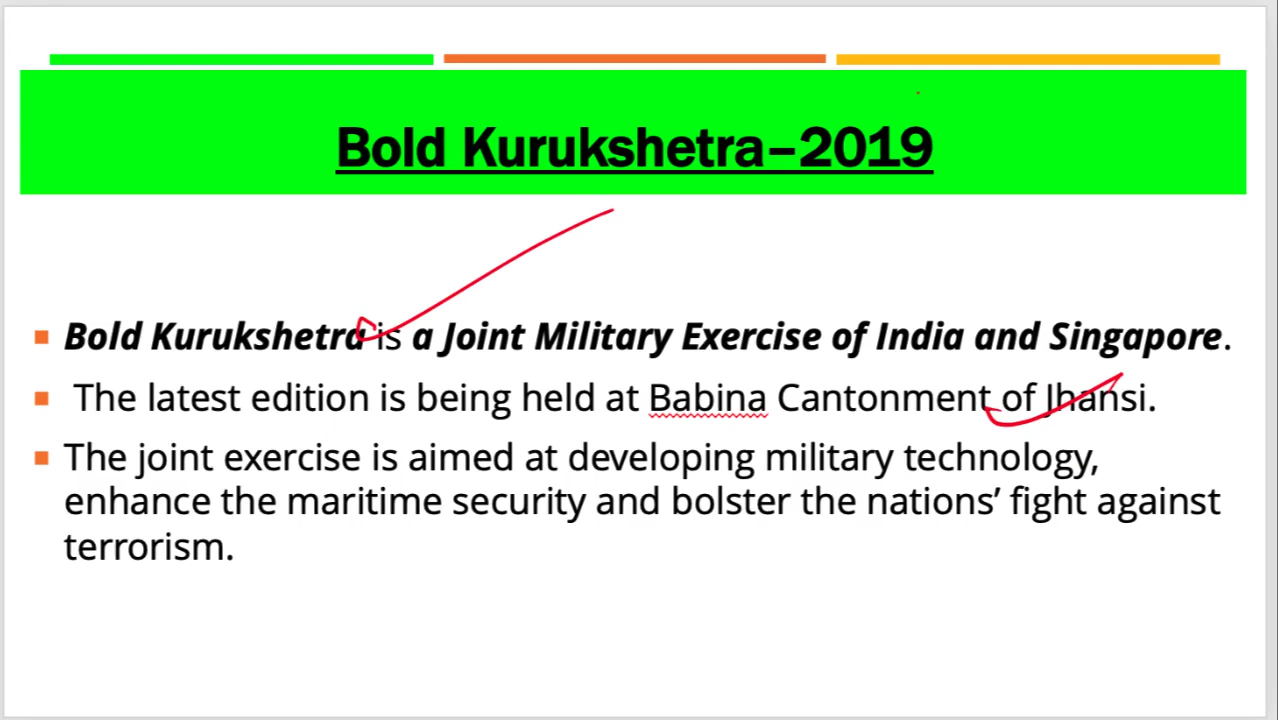 Bold Kurukshetra–2019
Bold Kurukshetra is a Joint Military Exercise of India and Singapore.
The latest edition is being held at Babina Cantonment of Jhansi.
The joint exercise is aimed at developing military technology,
enhance the maritime security and bolster the nations’ fight against
terrorism.